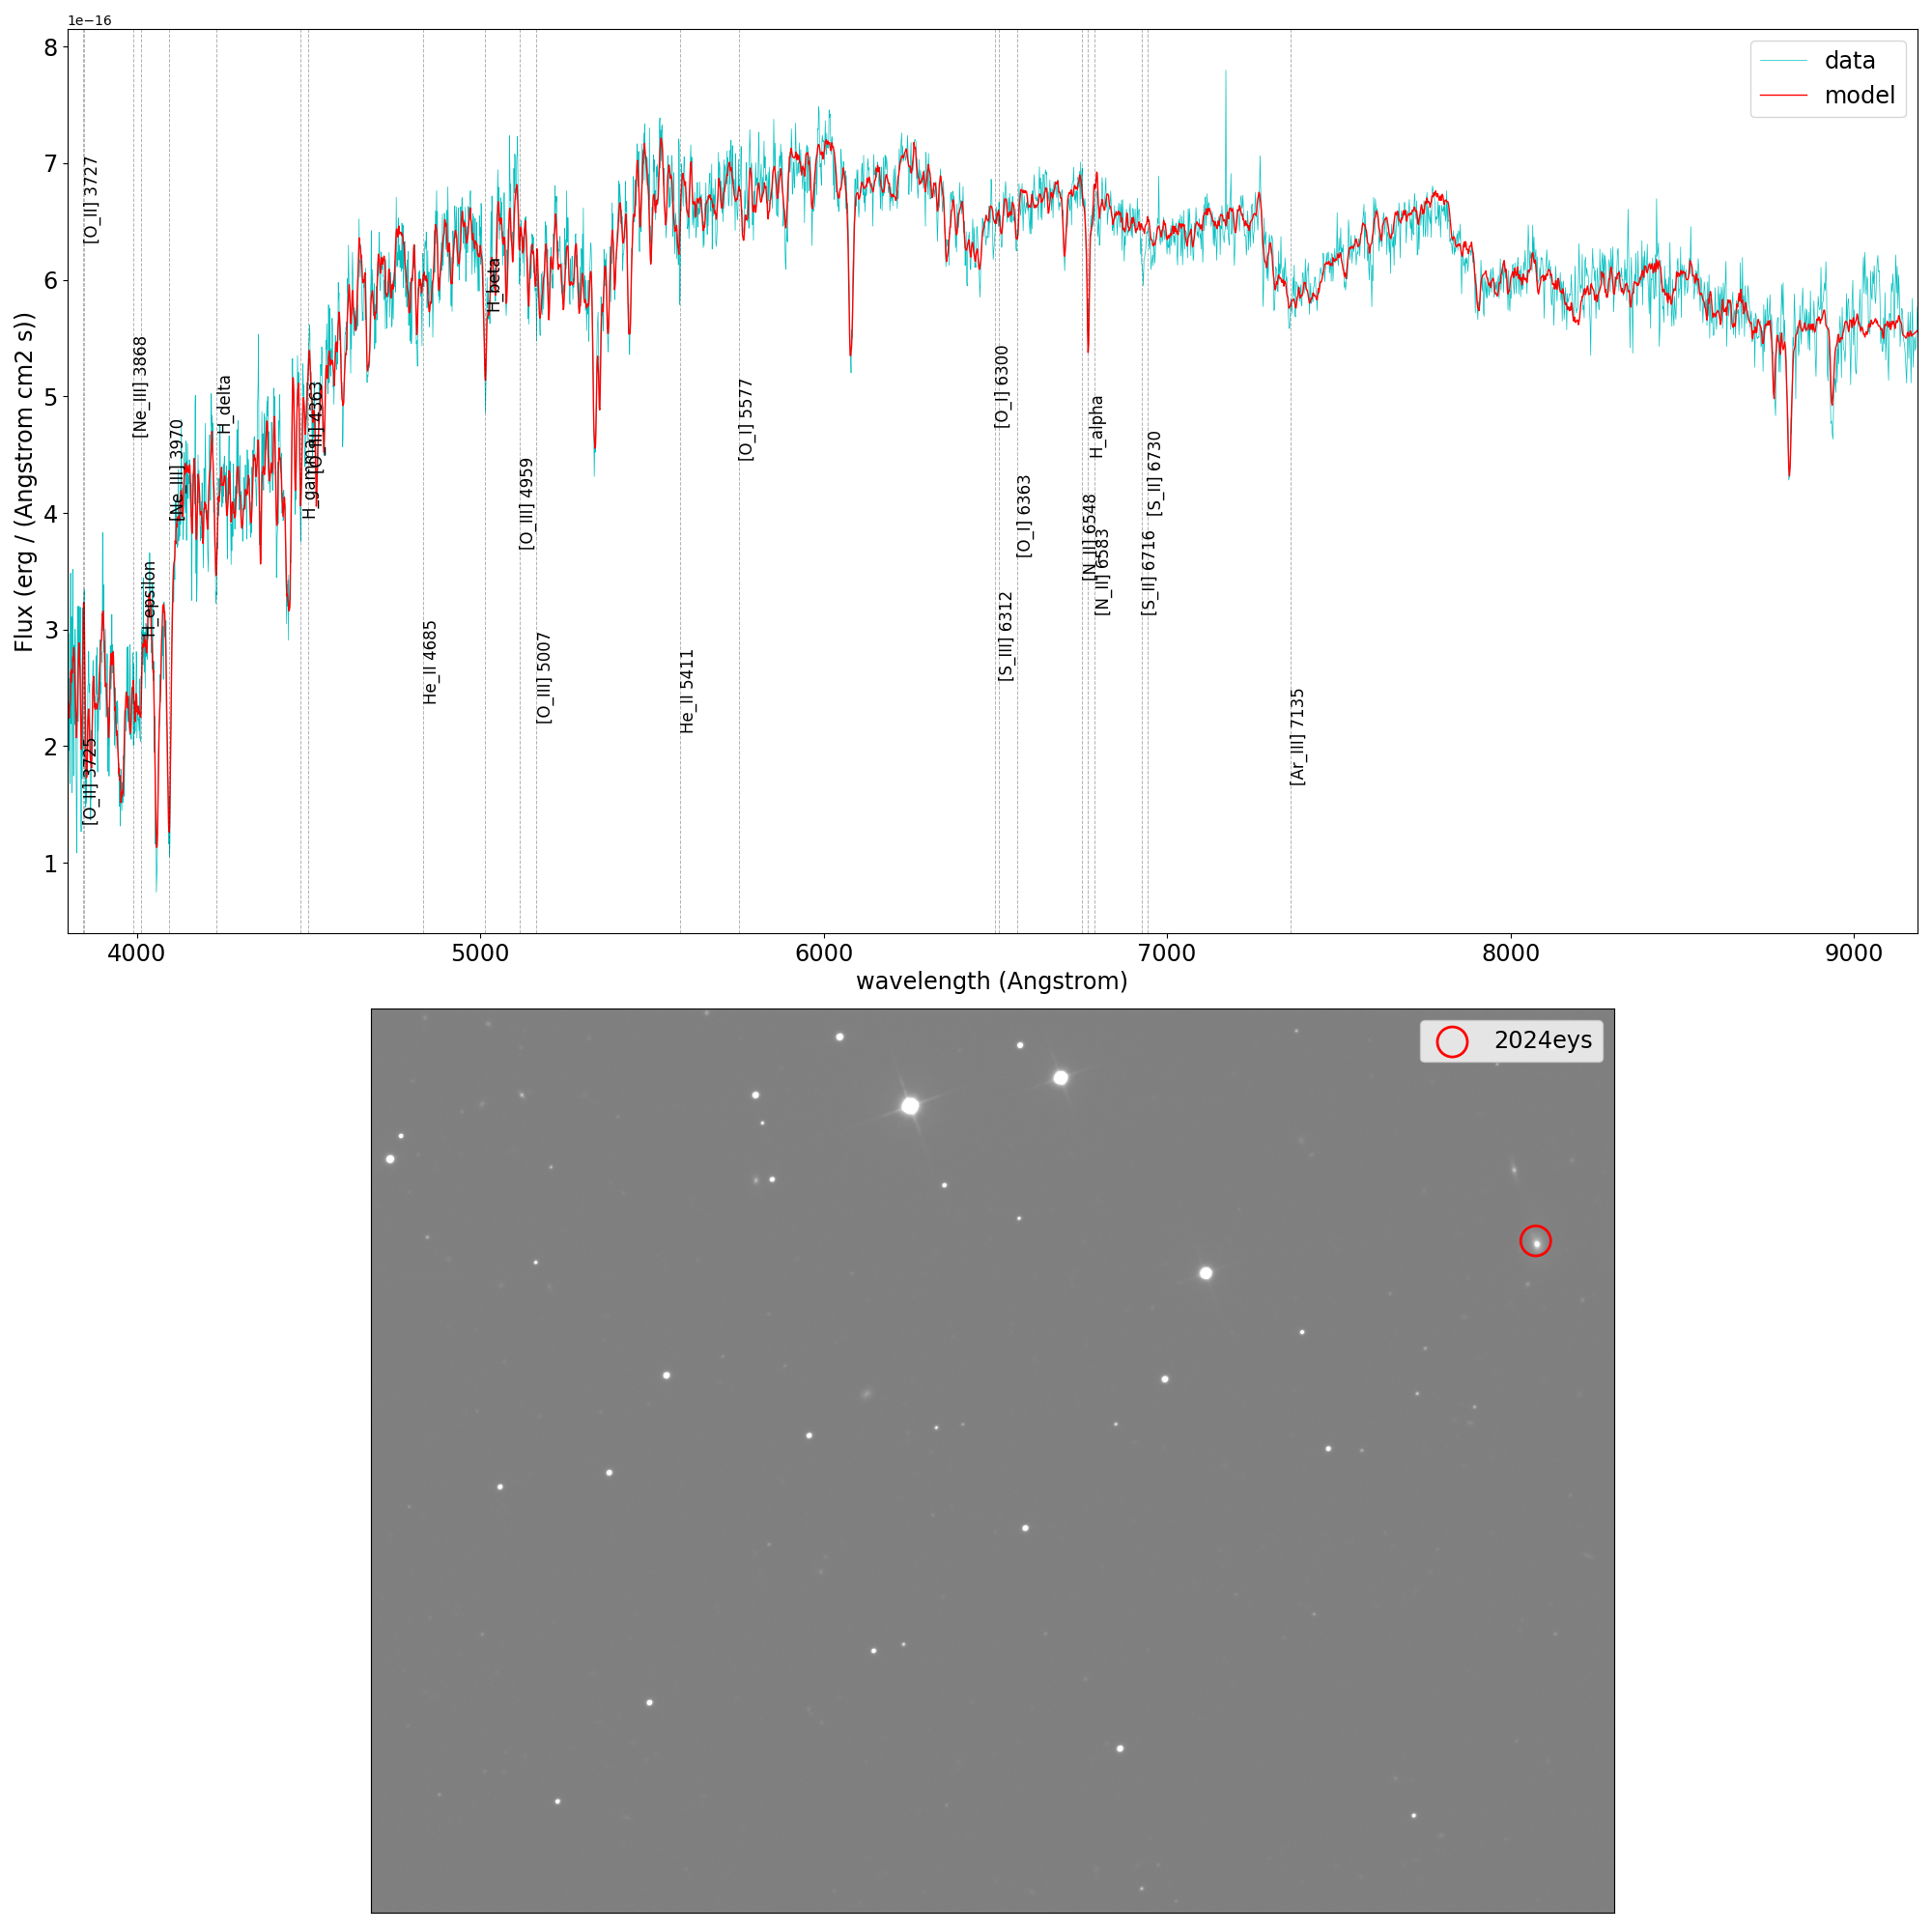 1e−16
data
model
8
7
6
5
4
3
2
1
Flux (erg / (Angstrom cm2 s))
[O_II] 3727
[O_II] 3725
[Ne_III] 3868
H_epsilon
[Ne_III] 3970
H_delta
H_gamma
[O_III] 4363
He_II 4685
H_beta
[O_III] 4959
[O_III] 5007
He_II 5411
[O_I] 5577
[O_I] 6300
[S_III] 6312
[O_I] 6363
[N_II] 6548
H_alpha
[N_II] 6583
[S_II] 6716
[S_II] 6730
[Ar_III] 7135
4000
5000
6000
7000
8000
9000
wavelength (Angstrom)
2024eys